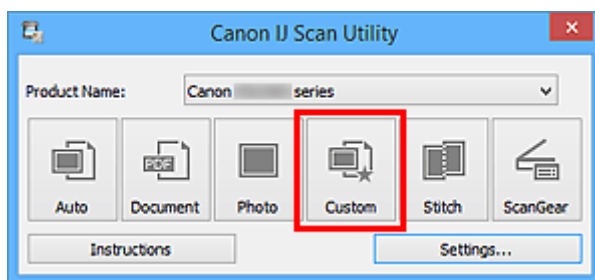 Canon IJ Scan Utility
Product Name: Canon series
PDF
Auto Document Photo Custom Stitch ScanGear
Instructions Settings...